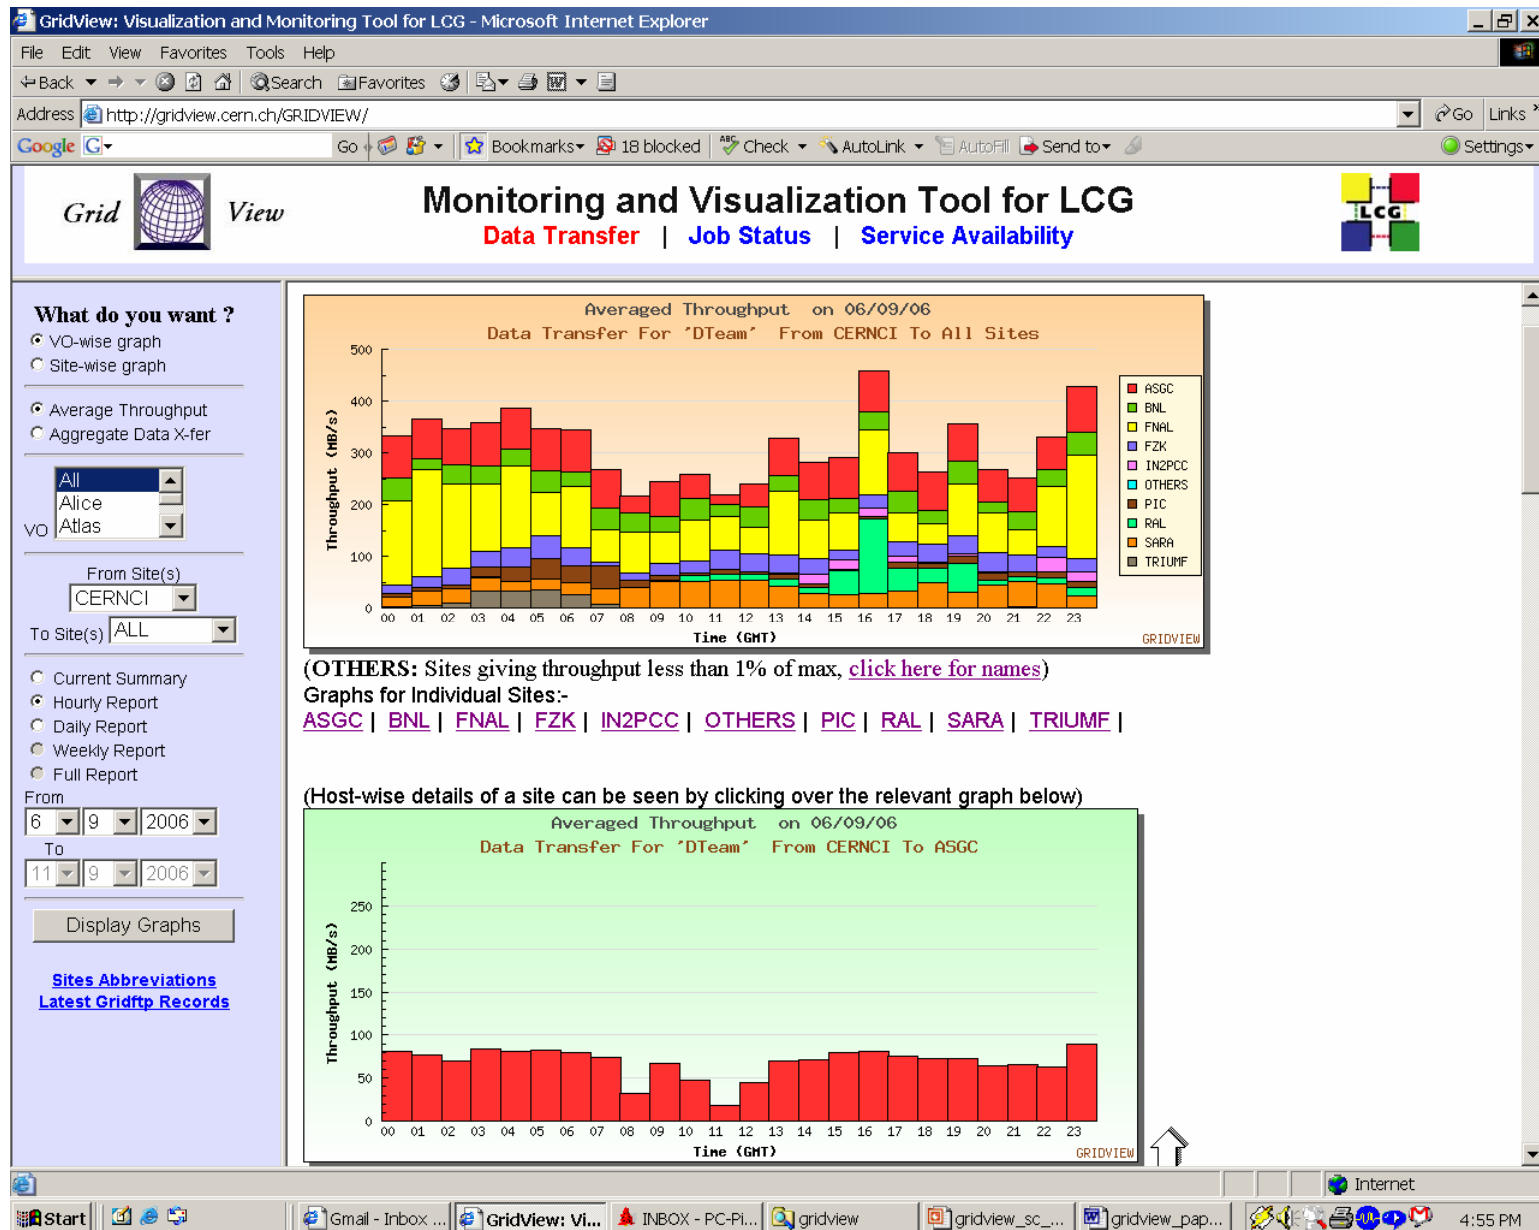 GridView: Visualization and Monitoring Tool for LCG - Microsoft Internet Explorer
File Edit View Favorites Tools Help
Back Search Favorites
Address http://gridview.cern.ch/GRIDVIEW/ Go Links »
Google G Go Bookmarks 18 blocked Check AutoLink AutoFill Send to Settings
Grid View
Monitoring and Visualization Tool for LCG
Data Transfer | Job Status | Service Availability
LCG
What do you want ?
VO-wise graph
Site-wise graph
Average Throughput
Aggregate Data X-fer
VO
All
Alice
Atlas
From Site(s)
CERNCI
To Site(s) ALL
Current Summary
Hourly Report
Daily Report
Weekly Report
Full Report
From
6 9 2006
To
11 9 2006
Display Graphs
Sites Abbreviations
Latest Gridftp Records
Averaged Throughput on 06/09/06
Data Transfer For 'DTeam' From CERNCI To All Sites
Throughput (MB/s)
500
400
300
200
100
0
00 01 02 03 04 05 06 07 08 09 10 11 12 13 14 15 16 17 18 19 20 21 22 23
Time (GMT)
GRIDVIEW
ASGC
BNL
FNAL
FZK
IN2PCC
OTHERS
PIC
RAL
SARA
TRIUMF
(OTHERS: Sites giving throughput less than 1% of max, click here for names)
Graphs for Individual Sites:-
ASGC | BNL | FNAL | FZK | IN2PCC | OTHERS | PIC | RAL | SARA | TRIUMF |
(Host-wise details of a site can be seen by clicking over the relevant graph below)
Averaged Throughput on 06/09/06
Data Transfer For 'DTeam' From CERNCI To ASGC
Throughput (MB/s)
250
200
150
100
50
0
00 01 02 03 04 05 06 07 08 09 10 11 12 13 14 15 16 17 18 19 20 21 22 23
Time (GMT)
GRIDVIEW
Internet
Start Gmail - Inbox ... GridView: Vi... INBOX - PC-Pi... gridview gridview_sc_... gridview_pap... 4:55 PM